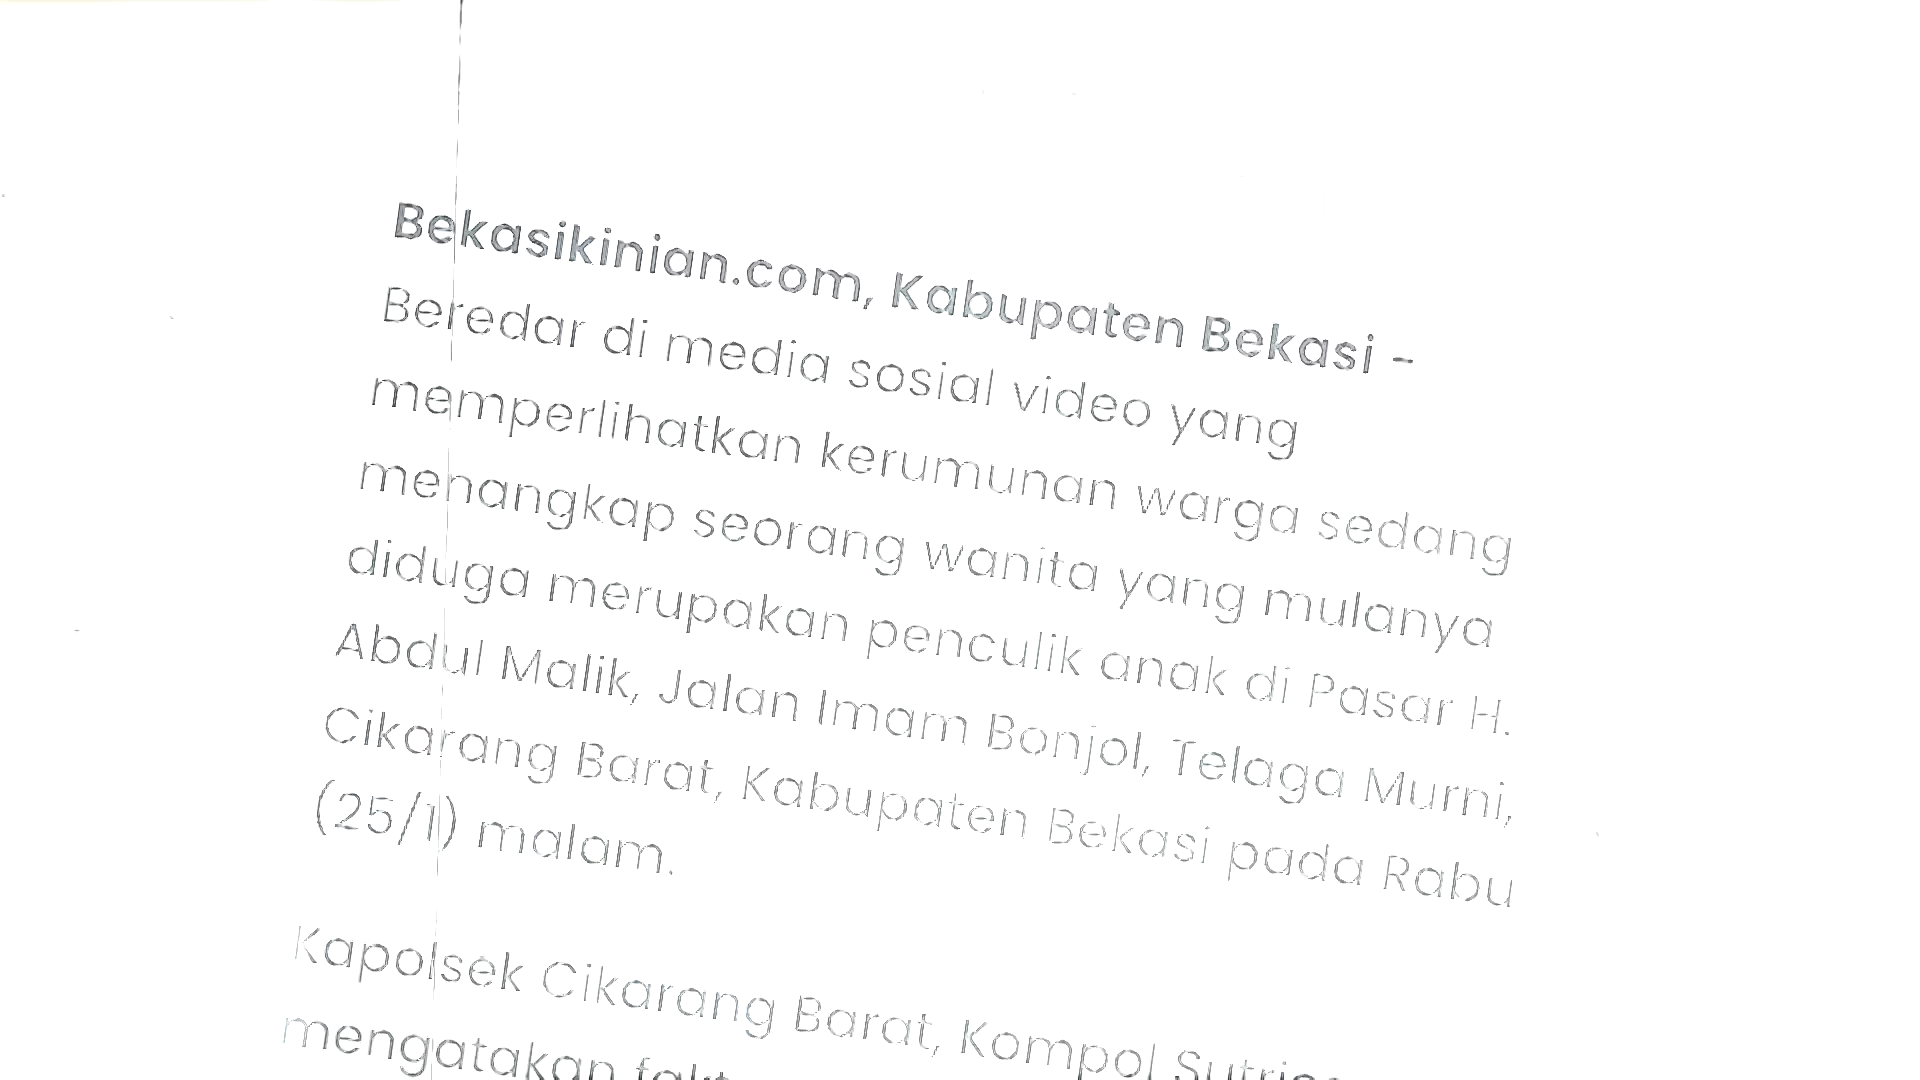 Bekasikinian.com, Kabupaten Bekasi -
Beredar di media sosial video yang
memperlihatkan kerumunan warga sedang
menangkap seorang wanita yang mulanya
diduga merupakan penculik anak di Pasar H.
Abdul Malik, Jalan Imam Bonjol, Telaga Murni,
Cikarang Barat, Kabupaten Bekasi pada Rabu
(25/1) malam.
Kapolsek Cikarang Barat, Kompol
mengatakan